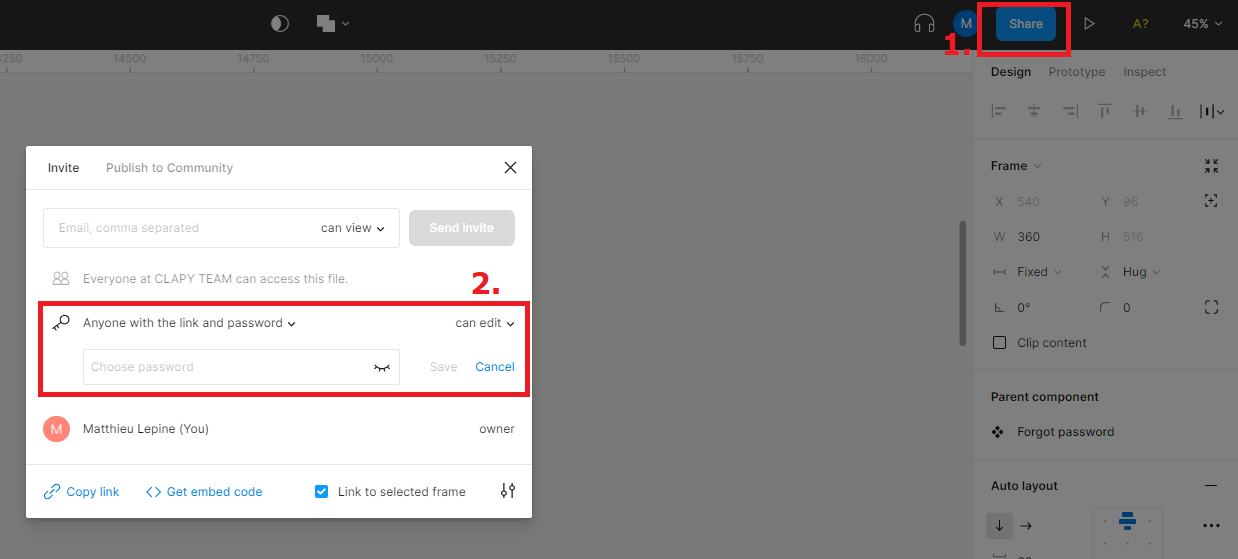 M
Share
A?
45%
1.
14250 14500 14750 15000 15250 15500 15750 16000
Design Prototype Inspect
Frame
X 540 Y 96
W 360 H 516
Fixed Hug
0° 0
Clip content
Parent component
Forgot password
Auto layout
Invite Publish to Community
Email, comma separated can view Send invite
Everyone at CLAPY TEAM can access this file.
2.
Anyone with the link and password can edit
Choose password Save Cancel
M Matthieu Lepine (You) owner
Copy link Get embed code Link to selected frame